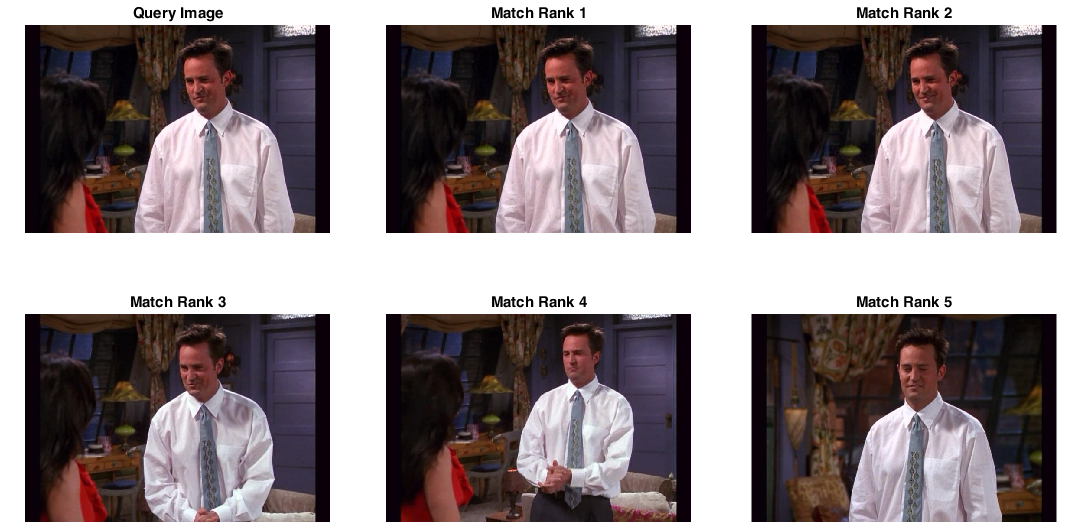 Query Image
Match Rank 1
Match Rank 2
Match Rank 3
Match Rank 4
Match Rank 5